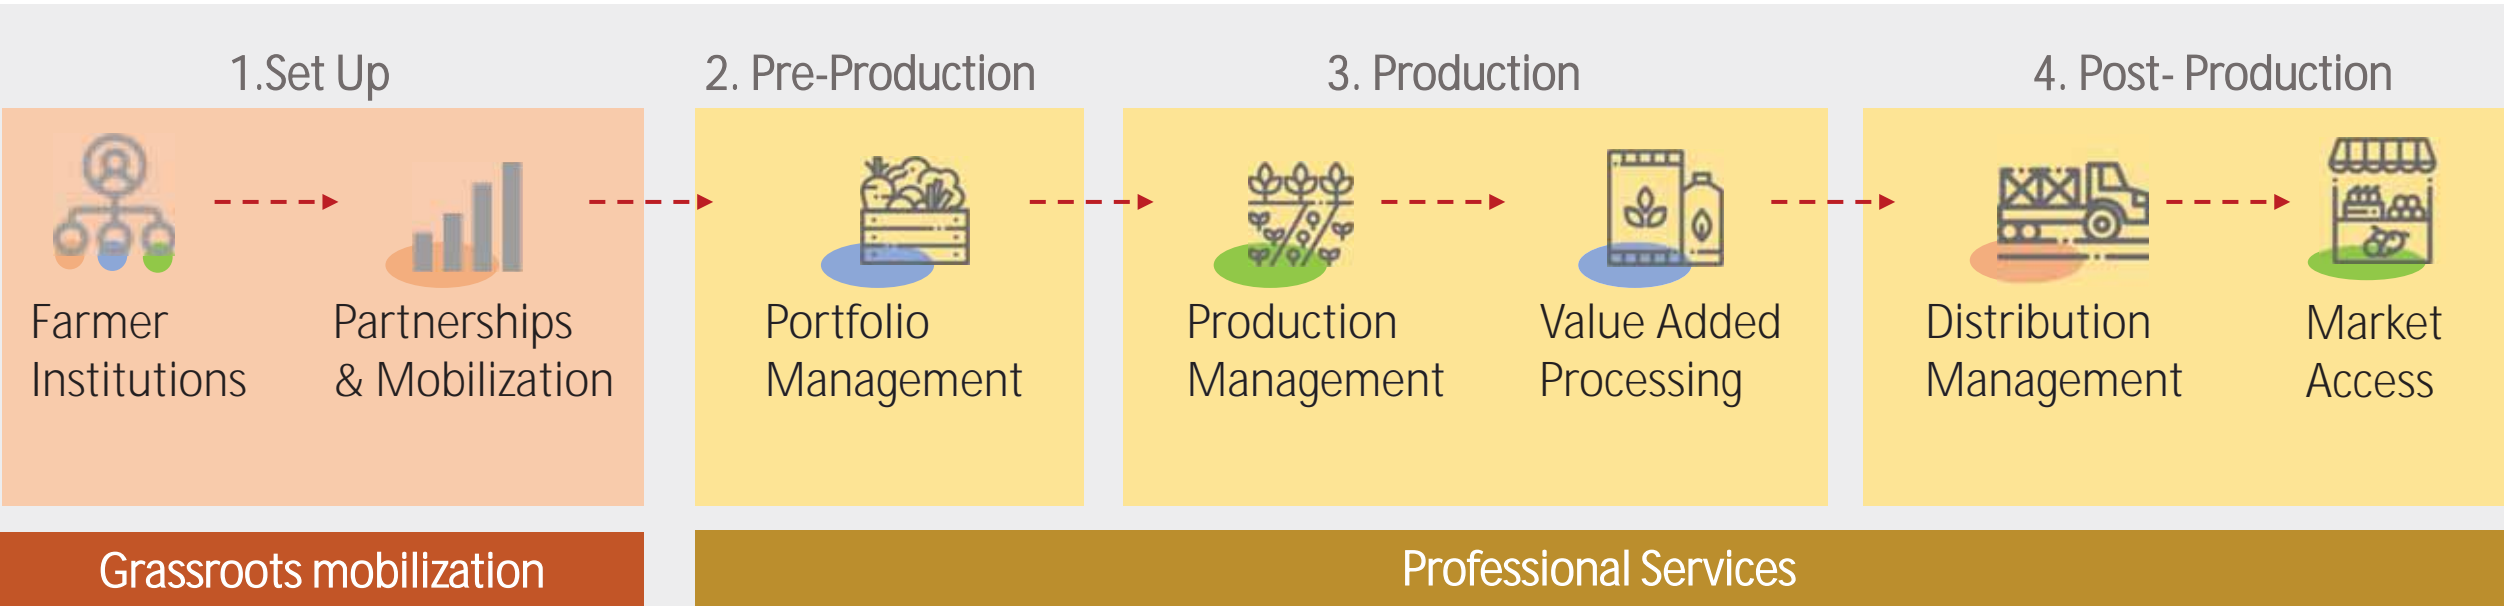 1.Set Up
2. Pre-Production
3. Production
4. Post- Production
Farmer
Institutions
Partnerships
& Mobilization
Portfolio
Management
Production
Management
Value Added
Processing
Distribution
Management
Market
Access
Grassroots mobilization
Professional Services